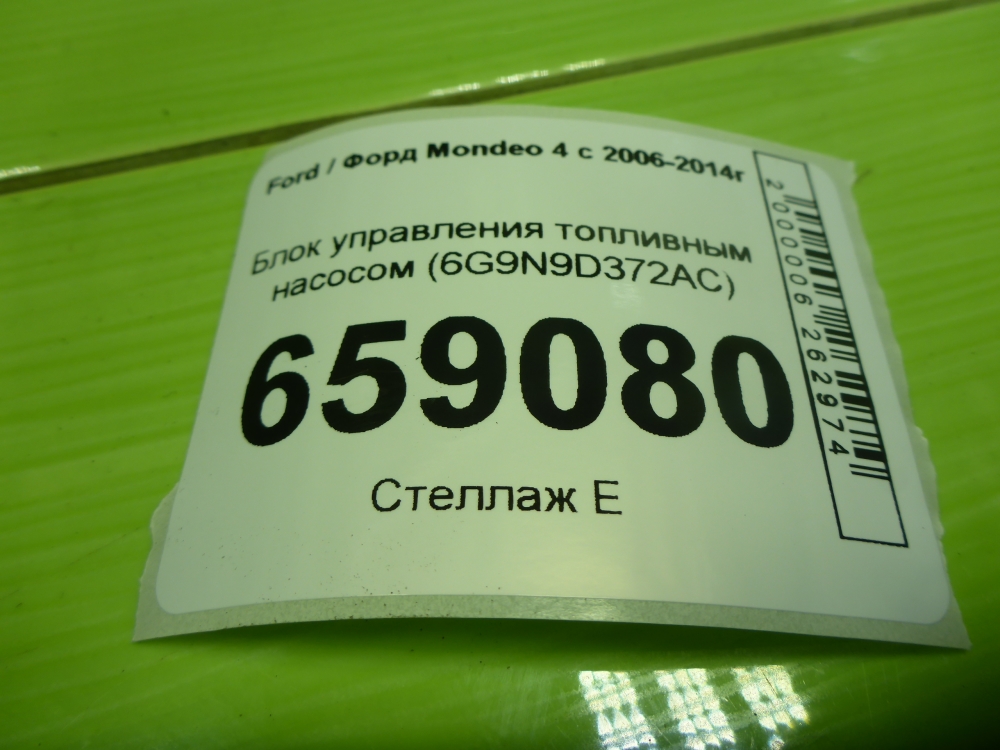 Ford / Форд Mondeo 4 с 2006-2014г
Блок управления топливным
насосом (6G9N9D372AC)
659080
Стеллаж Е
2000006262974